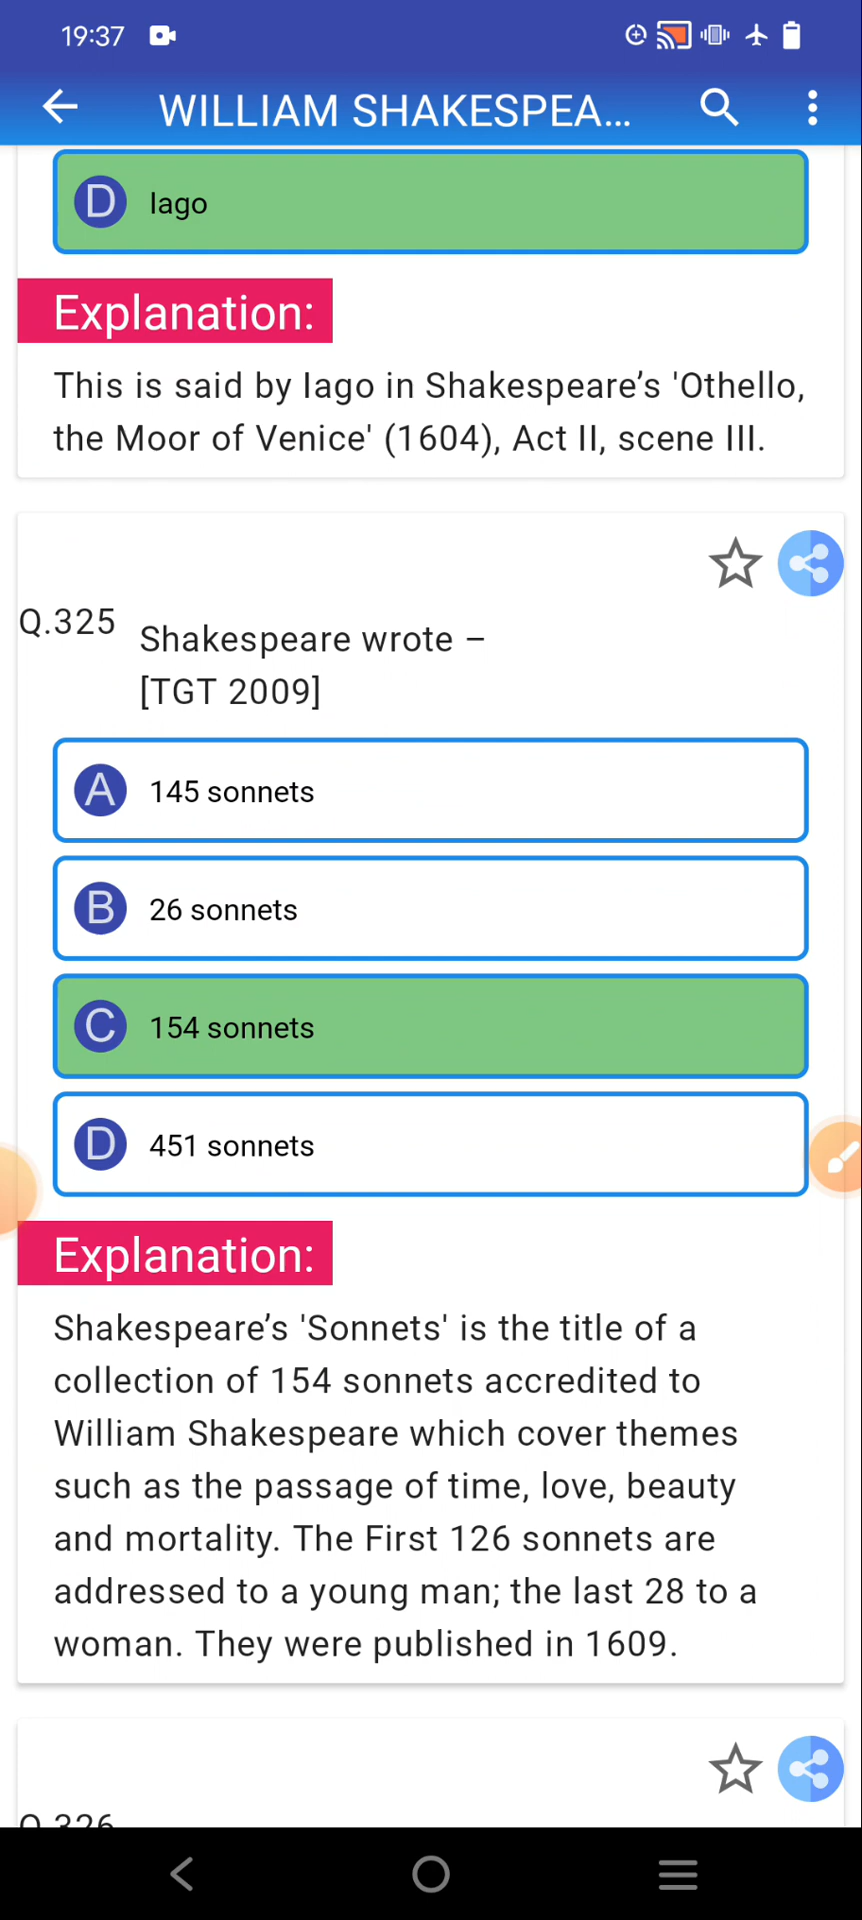 19:37
WILLIAM SHAKESPEA...
D Iago
Explanation:
This is said by Iago in Shakespeare’s 'Othello,
the Moor of Venice' (1604), Act II, scene III.
Q.325 Shakespeare wrote –
[TGT 2009]
A 145 sonnets
B 26 sonnets
C 154 sonnets
D 451 sonnets
Explanation:
Shakespeare’s 'Sonnets' is the title of a
collection of 154 sonnets accredited to
William Shakespeare which cover themes
such as the passage of time, love, beauty
and mortality. The First 126 sonnets are
addressed to a young man; the last 28 to a
woman. They were published in 1609.
Q.326